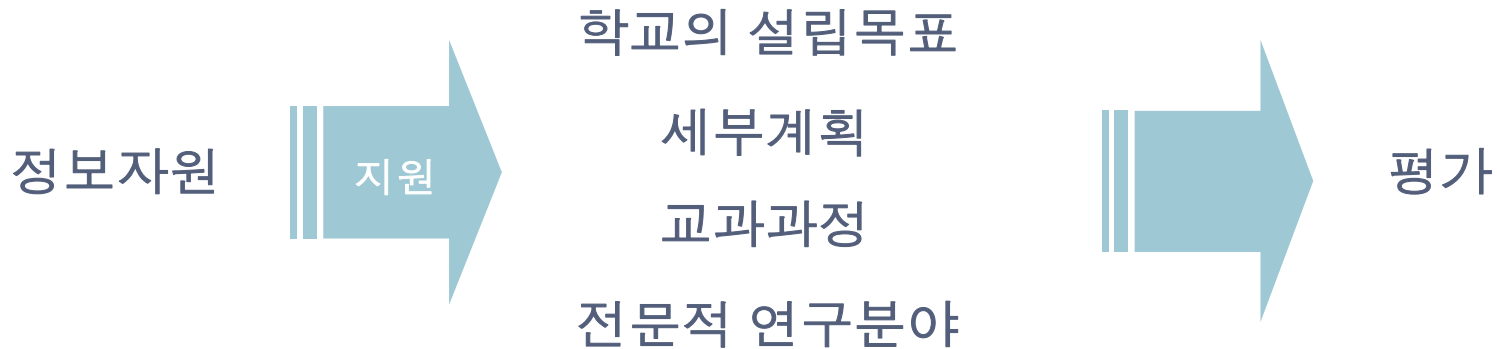 정보자원
지원
학교의 설립목표
세부계획
교과과정
전문적 연구분야
평가